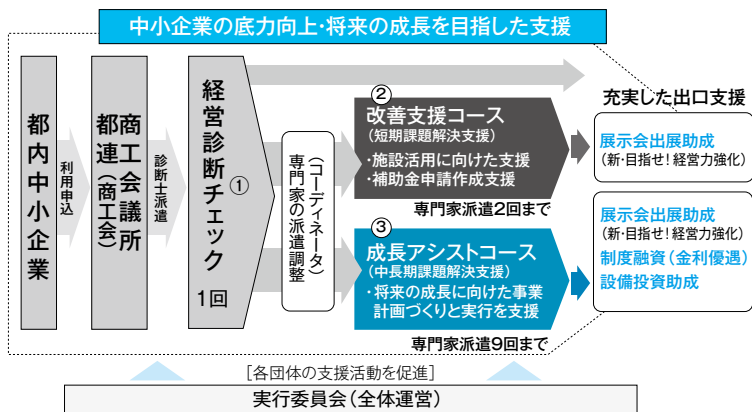 中小企業の底力向上・将来の成長を目指した支援
都内中小企業
利用申込
商工会議所
都連(商工会)
診断士派遣
経営診断チェック
①
1回
(コーディネータ)
専門家の派遣調整
②
改善支援コース
(短期課題解決支援)
・施設活用に向けた支援
・補助金申請作成支援
専門家派遣2回まで
③
成長アシストコース
(中長期課題解決支援)
・将来の成長に向けた事業
計画づくりと実行を支援
専門家派遣9回まで
充実した出口支援
展示会出展助成
(新・目指せ!経営力強化)
展示会出展助成
(新・目指せ!経営力強化)
制度融資(金利優遇)
設備投資助成
[各団体の支援活動を促進]
実行委員会(全体運営)